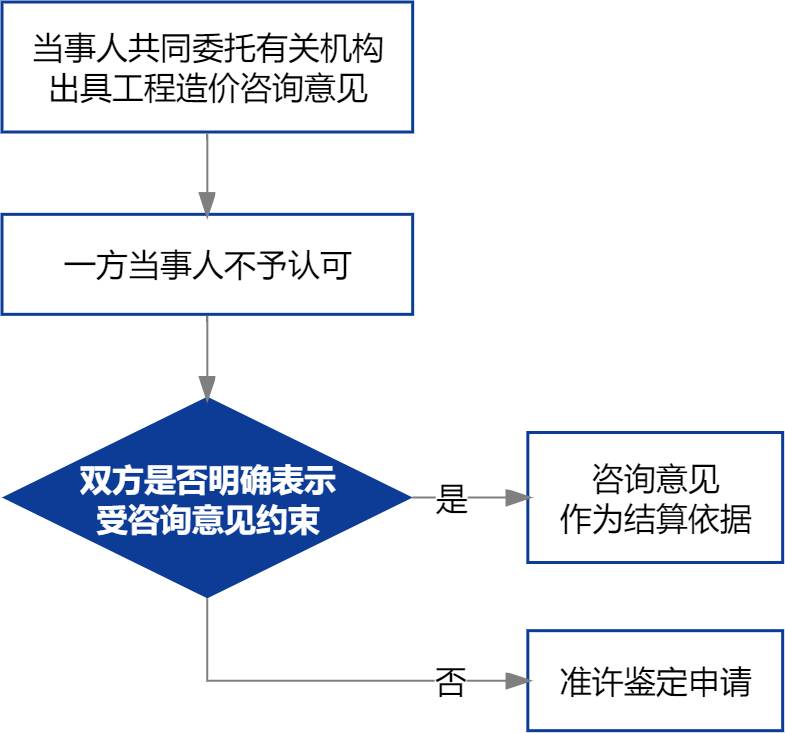 当事人共同委托有关机构
出具工程造价咨询意见
一方当事人不予认可
双方是否明确表示
受咨询意见约束
是
咨询意见
作为结算依据
否
准许鉴定申请